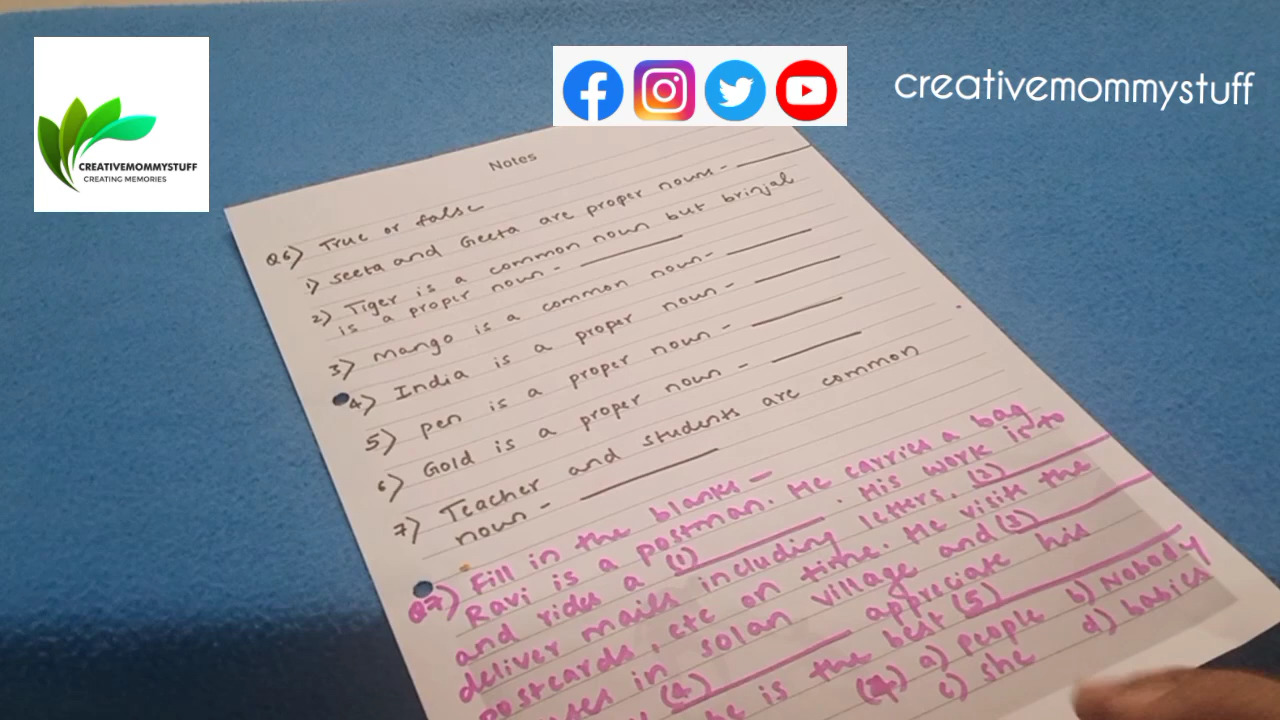 creativemommystuff
CREATIVEMOMMYSTUFF
CREATING MEMORIES
Notes
Q6) True or false
1) Seeta and Geeta are proper nouns -
2) Tiger is a common noun but brinjal
is a proper noun -
3) Mango is a common noun -
4) India is a proper noun -
5) pen is a proper noun -
6) Gold is a proper noun -
7) Teacher and students are common
noun -
Q7) Fill in the blanks -
Ravi is a postman. He carries a bag
and rides a (1) . His work is to
deliver mails including letters, (2)
postcards, etc on time. He visits the
in solan village and (3)
(4) appreciate his
is the best (5)
(4) a) people b) Nobody
c) she d) babies